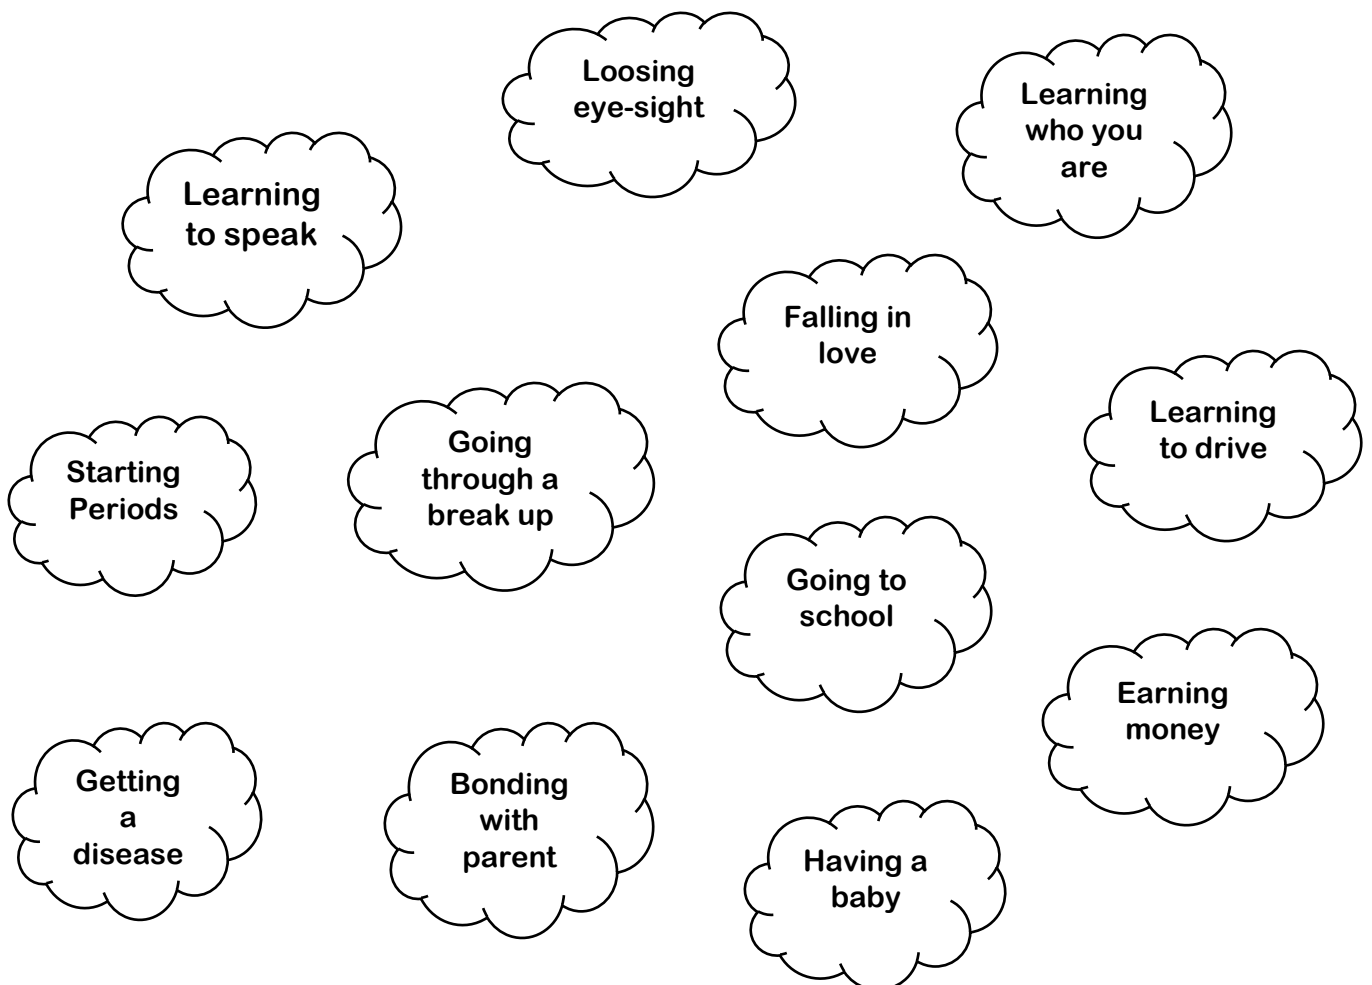 Loosing
eye-sight
Learning
who you
are
Learning
to speak
Falling in
love
Learning
to drive
Going
through a
break up
Starting
Periods
Going to
school
Earning
money
Getting
a
disease
Bonding
with
parent
Having a
baby